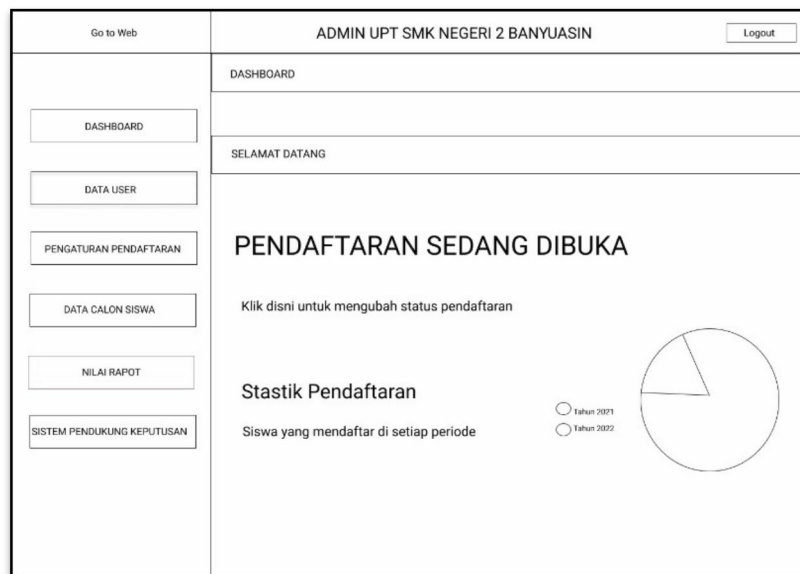 Go to Web
ADMIN UPT SMK NEGERI 2 BANYUASIN
Logout
DASHBOARD
DATA USER
PENGATURAN PENDAFTARAN
DATA CALON SISWA
NILAI RAPOT
SISTEM PENDUKUNG KEPUTUSAN
DASHBOARD
SELAMAT DATANG
PENDAFTARAN SEDANG DIBUKA
Klik disni untuk mengubah status pendaftaran
Stastik Pendaftaran
Siswa yang mendaftar di setiap periode
Tahun 2021
Tahun 2022